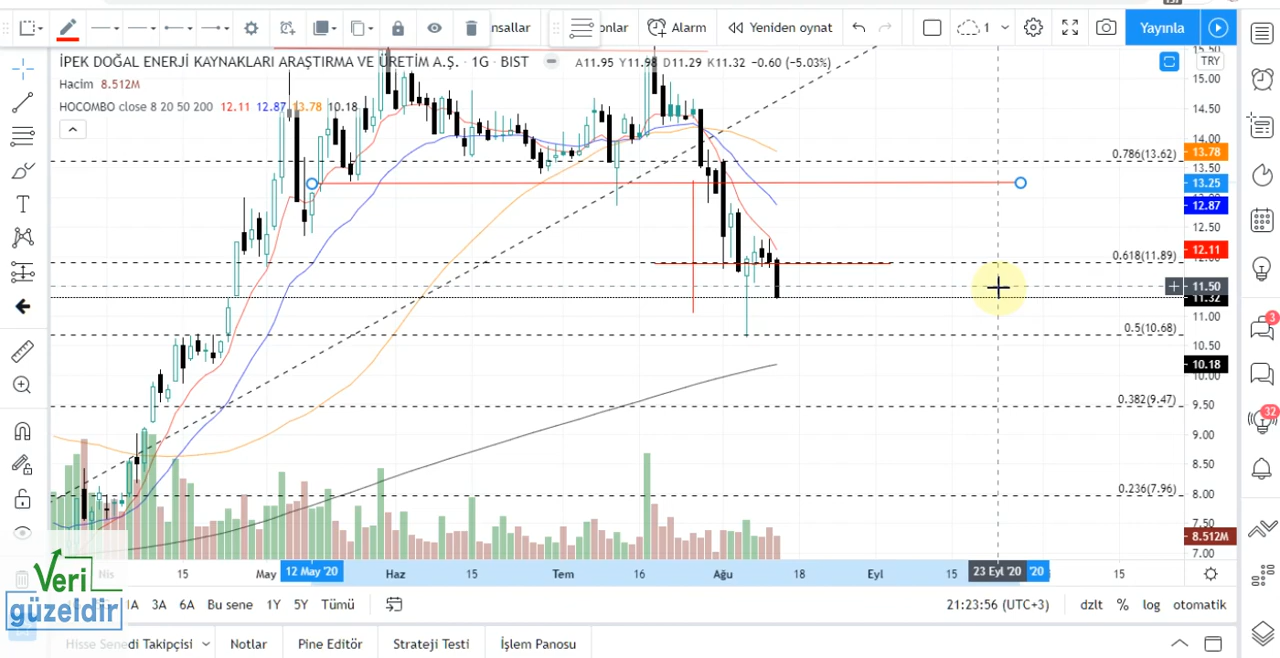 nsallar
onlar
Alarm
Yeniden oynat
1
Yayınla
İPEK DOĞAL ENERJİ KAYNAKLARI ARAŞTIRMA VE ÜRETİM A.Ş. · 1G · BIST
A11.95 Y11.98 D11.29 K11.32 −0.60 (−5.03%)
TRY
Hacim 8.512M
HOCOMBO close 8 20 50 200 12.11 12.87 13.78 10.18
15.50
15.00
14.50
14.00
0.786(13.62)
13.78
13.50
13.25
12.87
12.50
12.11
0.618(11.89)
11.50
11.32
11.00
0.5(10.68)
10.50
10.18
10.00
0.382(9.47)
9.50
9.00
8.50
0.236(7.96)
8.00
7.50
8.512M
7.00
3
32
Nis
15
May
12 May '20
Haz
15
Tem
16
Ağu
18
Eyl
15
23 Eyl '20
'20
15
Veri
güzeldir
1A
3A
6A
Bu sene
1Y
5Y
Tümü
21:23:56 (UTC+3)
dzlt
%
log
otomatik
Hisse Senedi Takipçisi
Notlar
Pine Editör
Strateji Testi
İşlem Panosu